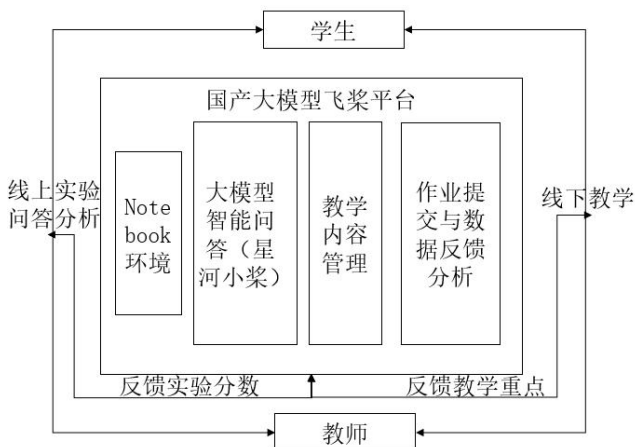 学生
国产大模型飞桨平台
线上实验
问答分析
Note
book
环境
大模型
智能问
答（星
河小桨）
教学
内容
管理
作业提
交与数
据反馈
分析
线下教学
反馈实验分数
反馈教学重点
教师